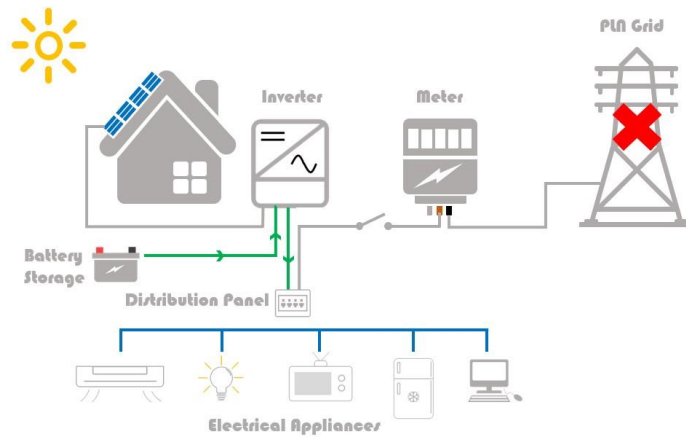 PLN Grid
Inverter
Meter
Battery
Storage
Distribution Panel
Electrical Appliances